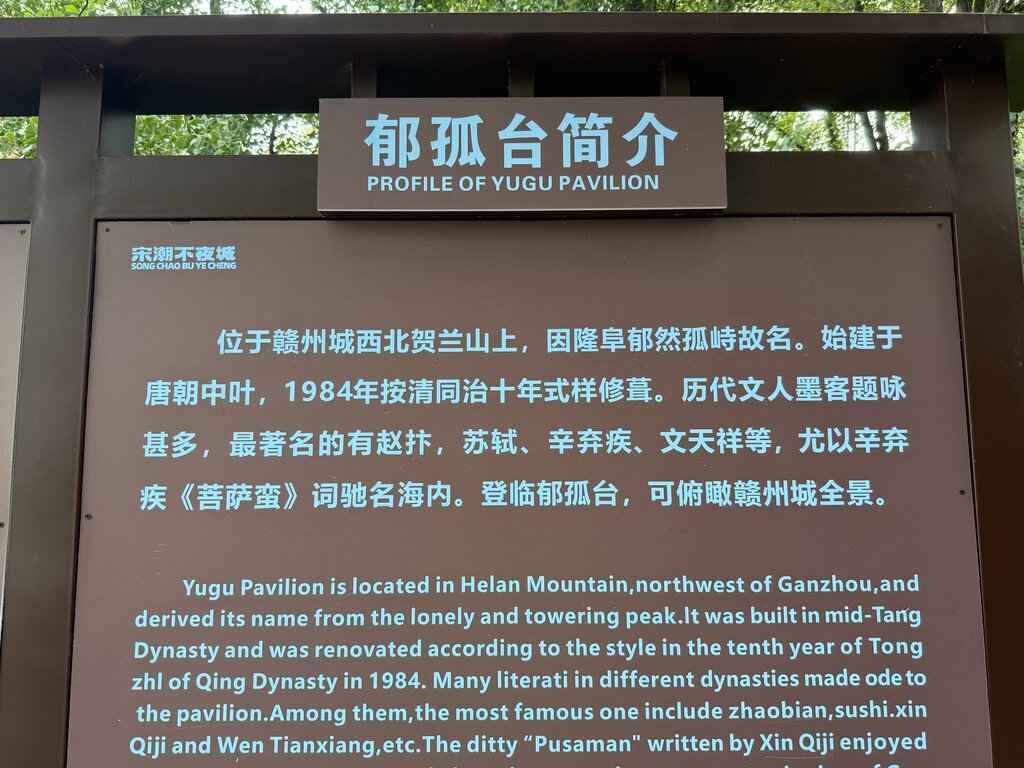 郁孤台简介
PROFILE OF YUGU PAVILION
宋潮不夜城
SONG CHAO BU YE CHENG
位于赣州城西北贺兰山上，因隆阜郁然孤峙故名。始建于
唐朝中叶，1984年按清同治十年式样修葺。历代文人墨客题咏
甚多，最著名的有赵抃，苏轼、辛弃疾、文天祥等，尤以辛弃
疾《菩萨蛮》词驰名海内。登临郁孤台，可俯瞰赣州城全景。
Yugu Pavilion is located in Helan Mountain,northwest of Ganzhou,and
derived its name from the lonely and towering peak.lt was built in mid-Tang
Dynasty and was renovated according to the style in the tenth year of Tong
zhl of Qing Dynasty in 1984. Many literati in different dynasties made ode to
the pavilion.Among them,the most famous one include zhaobian,sushi.xin
Qiji and Wen Tianxiang,etc.The ditty “Pusaman" written by Xin Qiji enjoyed